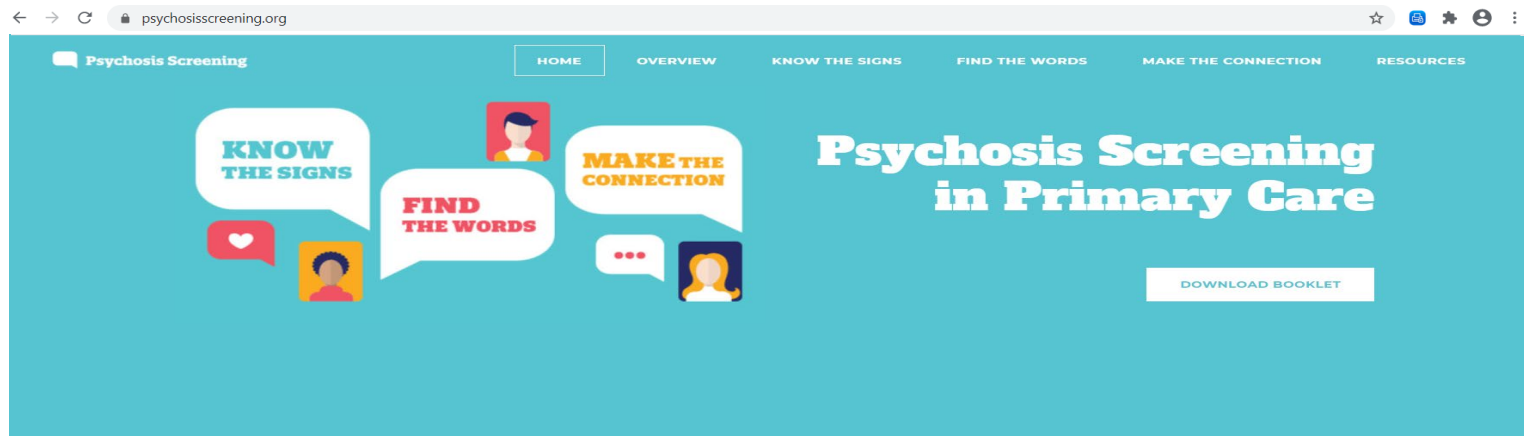 psychosisscreening.org
Psychosis Screening
HOME
OVERVIEW
KNOW THE SIGNS
FIND THE WORDS
MAKE THE CONNECTION
RESOURCES
KNOW
THE SIGNS
FIND
THE WORDS
MAKE THE
CONNECTION
Psychosis Screening
in Primary Care
DOWNLOAD BOOKLET